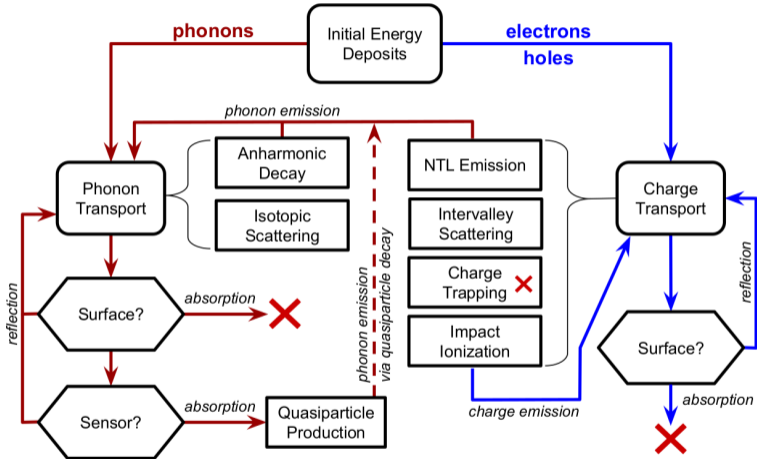 phonons
Initial Energy
Deposits
electrons
holes
phonon emission
Anharmonic
Decay
NTL Emission
Phonon
Transport
Charge
Transport
Isotopic
Scattering
Intervalley
Scattering
Charge
Trapping
phonon emission
via quasiparticle decay
reflection
reflection
Surface?
absorption
Impact
Ionization
Surface?
charge emission
absorption
Sensor?
absorption
Quasiparticle
Production